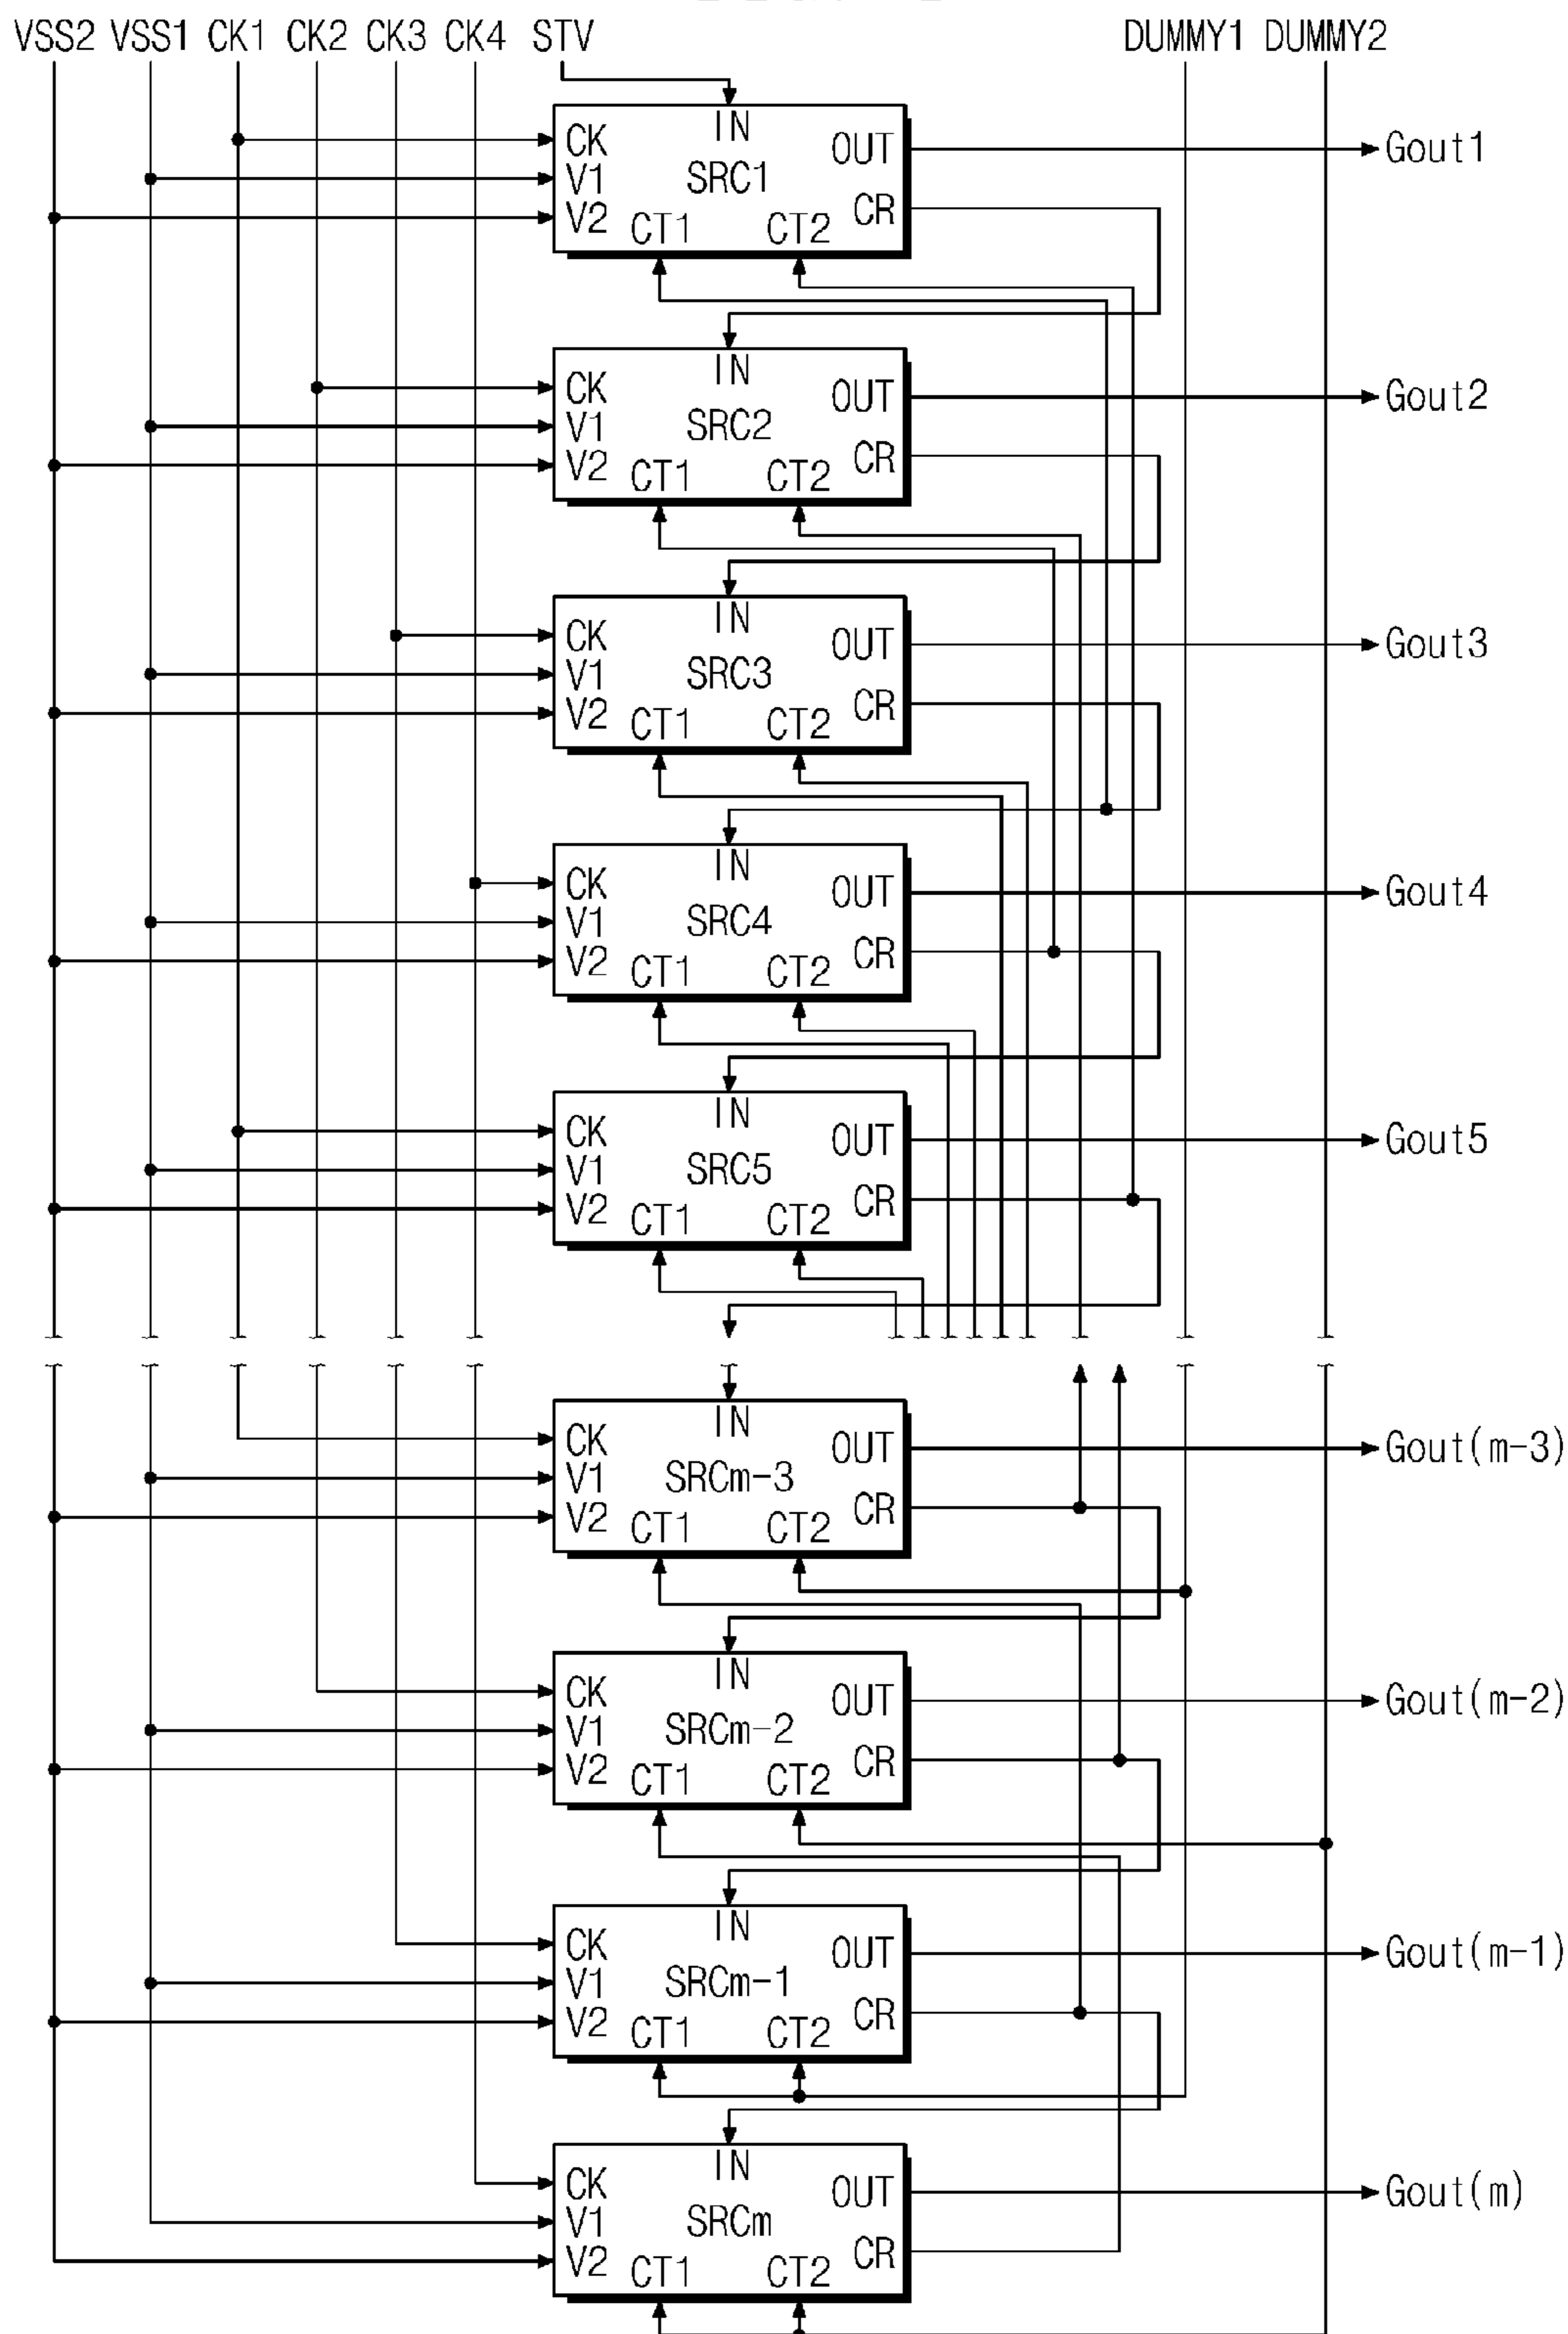 VSS2 VSS1 CK1 CK2 CK3 CK4 STV DUMMY1 DUMMY2
IN
CK OUT Gout1
V1 SRC1
V2 CT1 CT2 CR
IN
CK OUT Gout2
V1 SRC2
V2 CT1 CT2 CR
IN
CK OUT Gout3
V1 SRC3
V2 CT1 CT2 CR
IN
CK OUT Gout4
V1 SRC4
V2 CT1 CT2 CR
IN
CK OUT Gout5
V1 SRC5
V2 CT1 CT2 CR
IN
CK OUT Gout(m-3)
V1 SRCm-3
V2 CT1 CT2 CR
IN
CK OUT Gout(m-2)
V1 SRCm-2
V2 CT1 CT2 CR
IN
CK OUT Gout(m-1)
V1 SRCm-1
V2 CT1 CT2 CR
IN
CK OUT Gout(m)
V1 SRCm
V2 CT1 CT2 CR